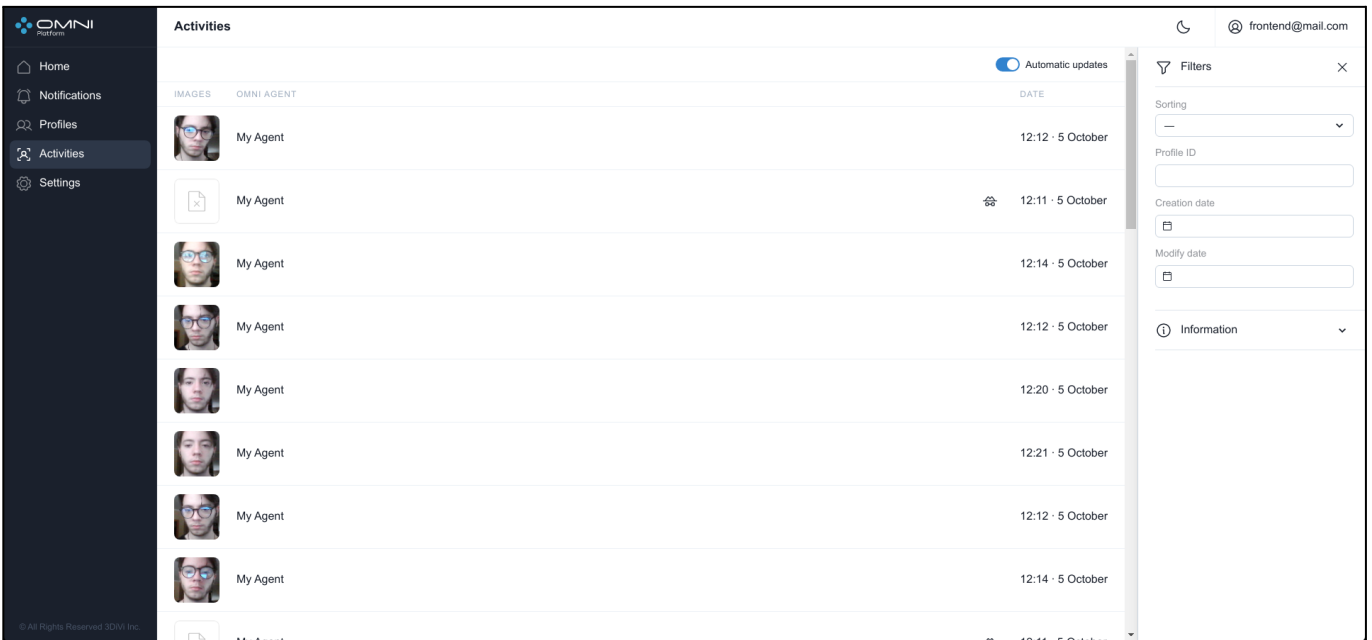 OMNI
Platform
Activities
frontend@mail.com
Home
Notifications
Profiles
Activities
Settings
Automatic updates
IMAGES OMNI AGENT DATE
My Agent 12:12 · 5 October
My Agent 12:11 · 5 October
My Agent 12:14 · 5 October
My Agent 12:12 · 5 October
My Agent 12:20 · 5 October
My Agent 12:21 · 5 October
My Agent 12:12 · 5 October
My Agent 12:14 · 5 October
Filters
Sorting
—
Profile ID
Creation date
Modify date
Information
© All Rights Reserved 3DiVi Inc.